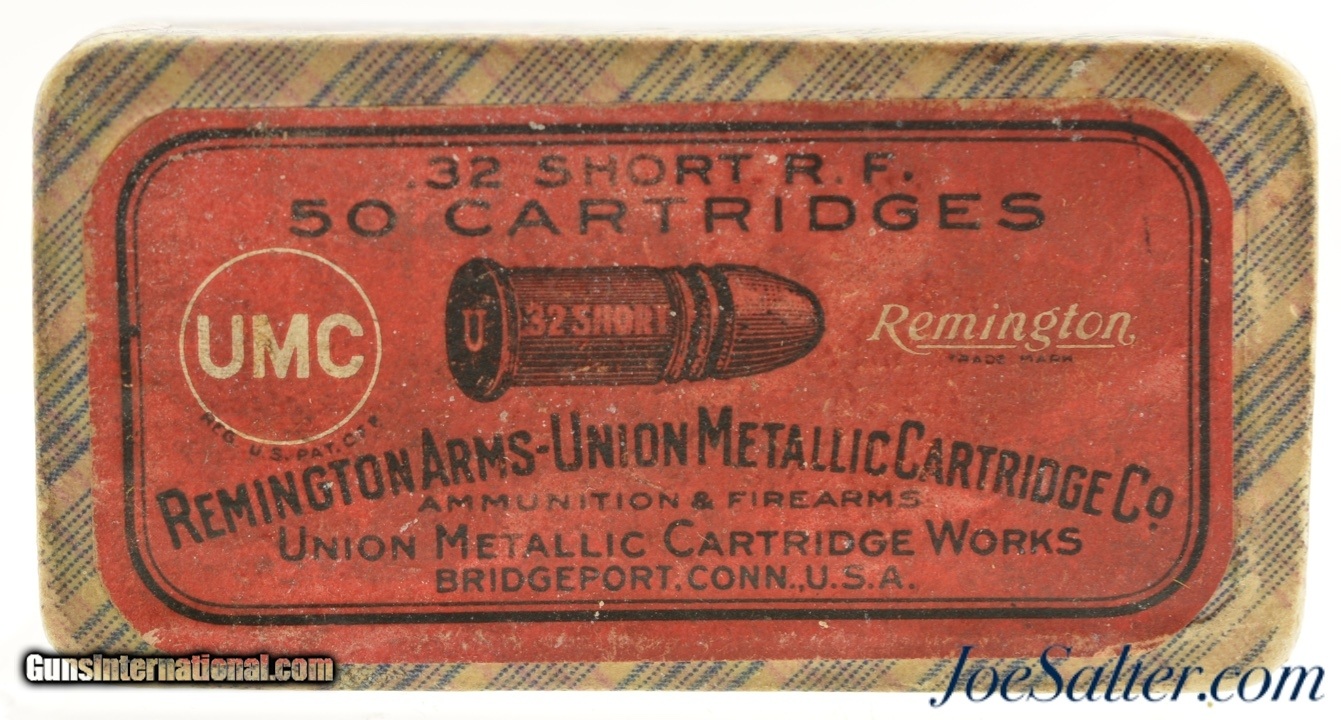 .32 SHORT R. F.
50 CARTRIDGES
UMC
REG. U.S. PAT. OFF.
U
32 SHORT
Remington
TRADE MARK
REMINGTON ARMS-UNION METALLIC CARTRIDGE CO
AMMUNITION & FIREARMS
UNION METALLIC CARTRIDGE WORKS
BRIDGEPORT, CONN., U.S.A.
GunsInternational.com
JoeSalter.com